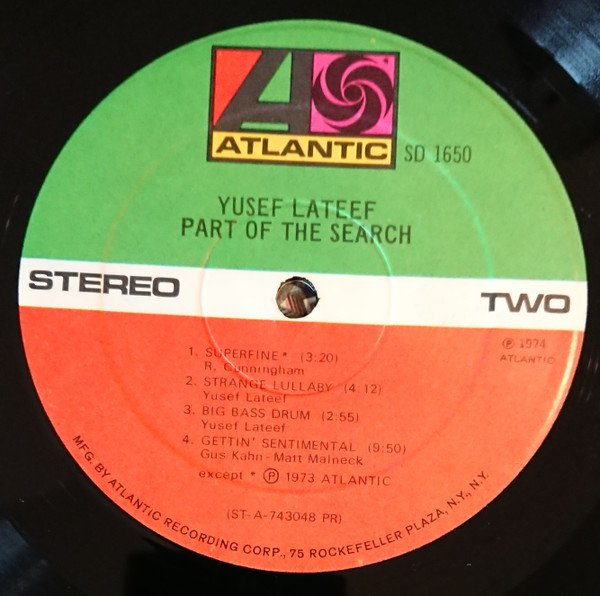 A
ATLANTIC
SD 1650
YUSEF LATEEF
PART OF THE SEARCH
STEREO
TWO
℗ 1974
ATLANTIC
1. SUPERFINE* (3:20)
R. Cunningham
2. STRANGE LULLABY (4:12)
Yusef Lateef
3. BIG BASS DRUM (2:55)
Yusef Lateef
4. GETTIN' SENTIMENTAL (9:50)
Gus Kahn - Matt Malneck
except * ℗ 1973 ATLANTIC
(ST-A-743048 PR)
MFG. BY ATLANTIC RECORDING CORP., 75 ROCKEFELLER PLAZA, N.Y., N.Y.